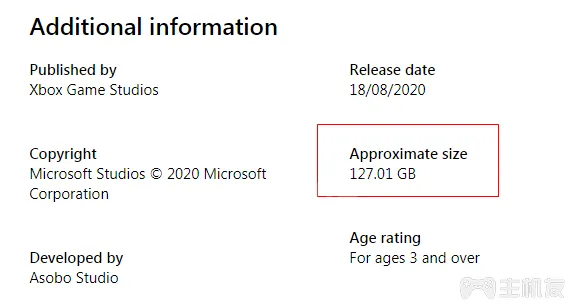 Additional information
Published by
Xbox Game Studios
Release date
18/08/2020
Copyright
Microsoft Studios © 2020 Microsoft
Corporation
Approximate size
127.01 GB
Developed by
Asobo Studio
Age rating
For ages 3 and over
主机友